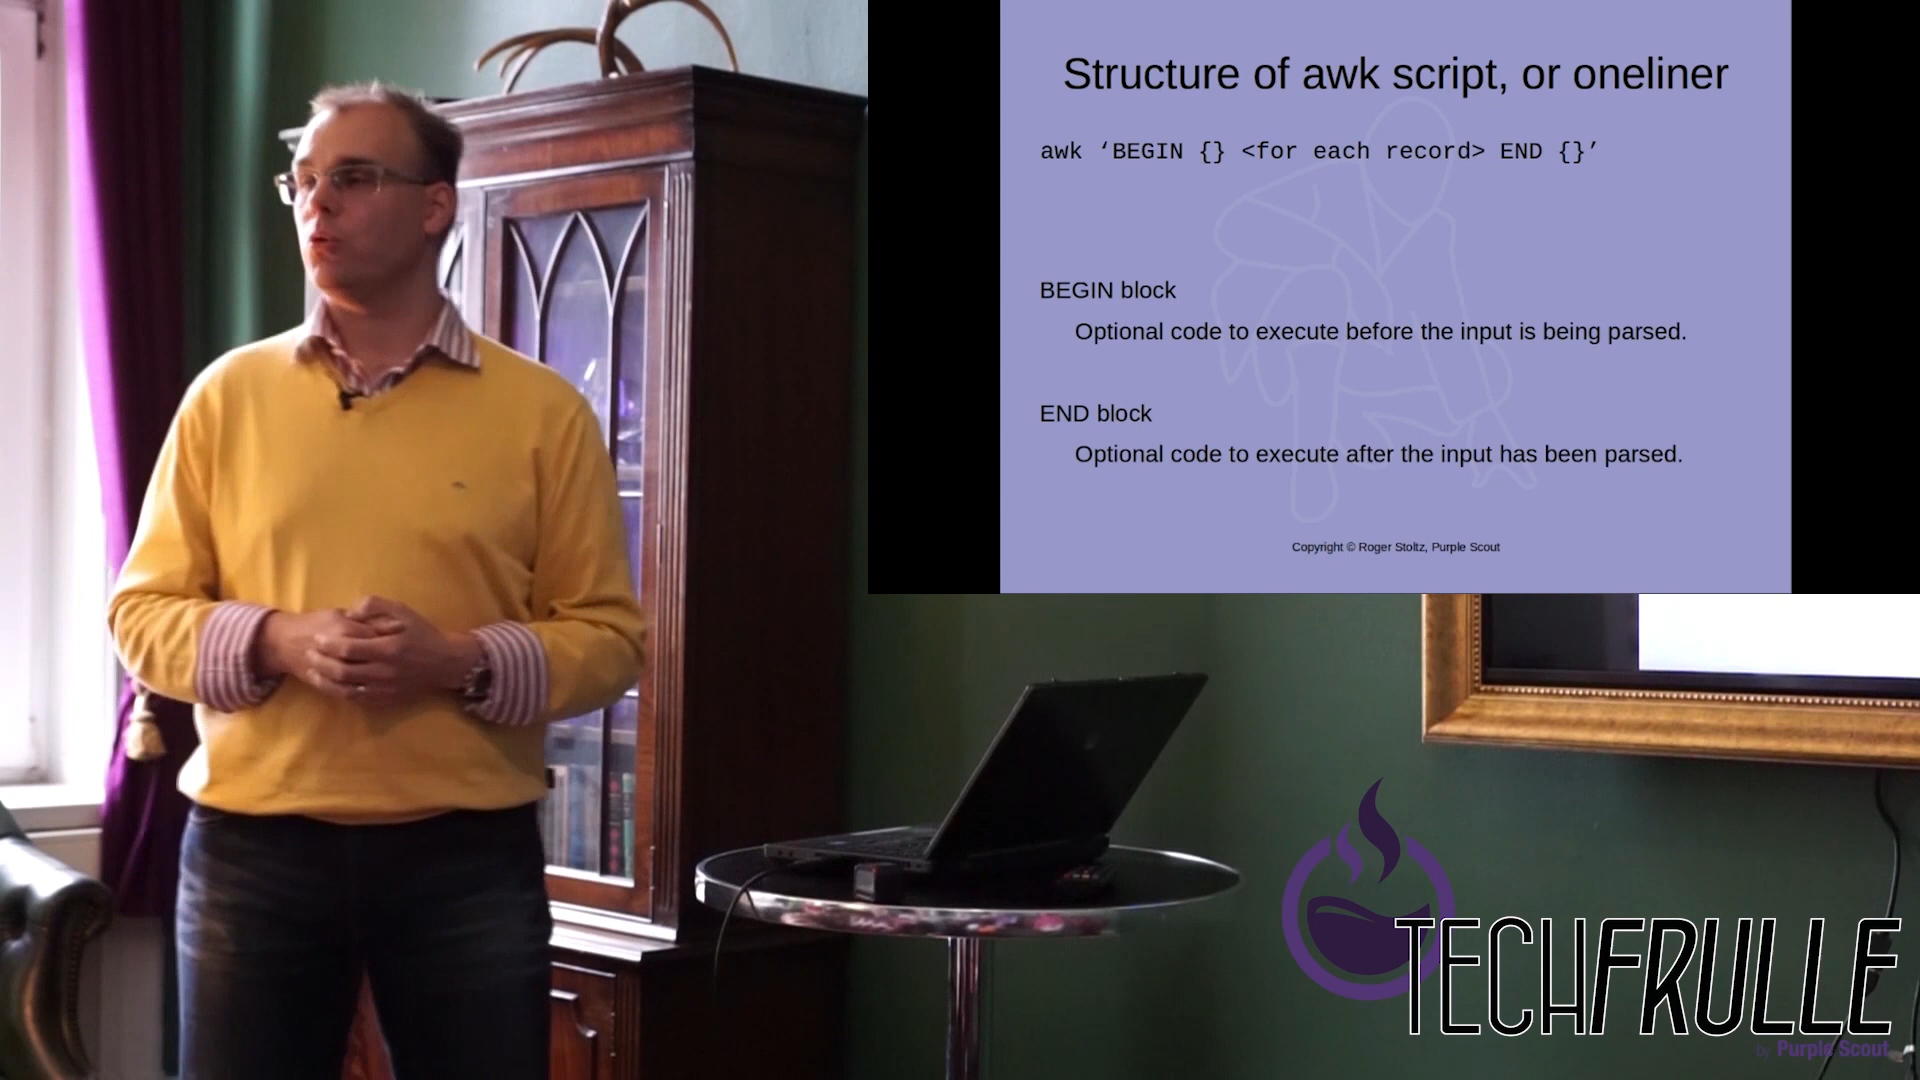 Structure of awk script, or oneliner
awk ‘BEGIN {} <for each record> END {}’
BEGIN block
Optional code to execute before the input is being parsed.
END block
Optional code to execute after the input has been parsed.
Copyright © Roger Stoltz, Purple Scout
TECHFRULLE
by Purple Scout